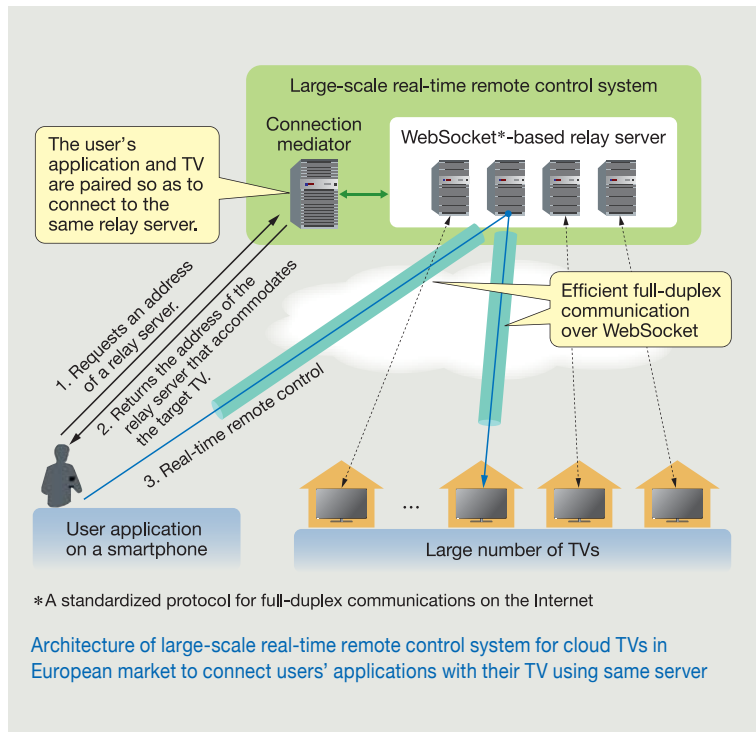 Large-scale real-time remote control system
Connection
mediator
WebSocket*-based relay server
The user's
application and TV
are paired so as to
connect to the
same relay server.
Efficient full-duplex
communication
over WebSocket
1. Requests an address
of a relay server.
2. Returns the address of the
relay server that accommodates
the target TV.
3. Real-time remote control
...
User application
on a smartphone
Large number of TVs
*A standardized protocol for full-duplex communications on the Internet
Architecture of large-scale real-time remote control system for cloud TVs in
European market to connect users' applications with their TV using same server